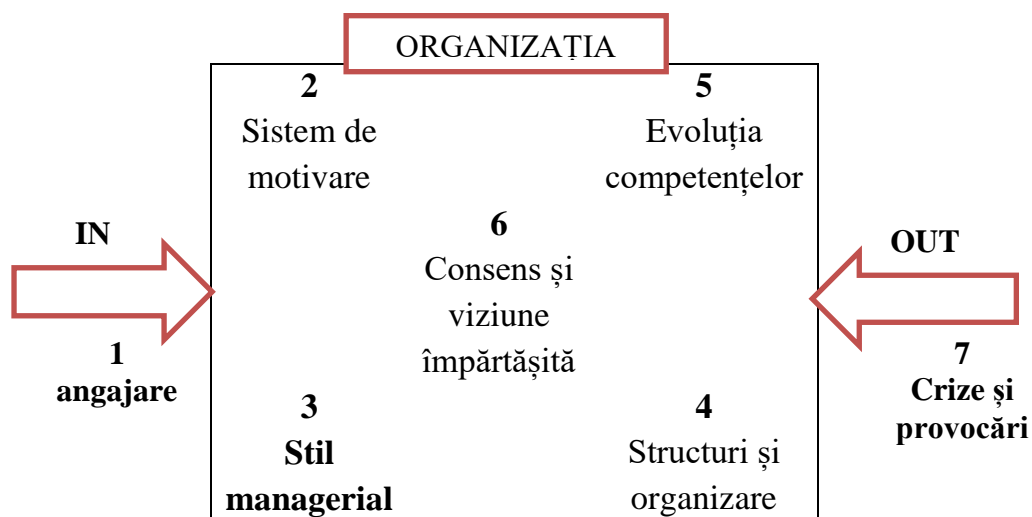 ORGANIZAȚIA
2
Sistem de
motivare
5
Evoluția
competențelor
IN
1
angajare
6
Consens și
viziune
împărtășită
OUT
7
Crize și
provocări
3
Stil
managerial
4
Structuri și
organizare